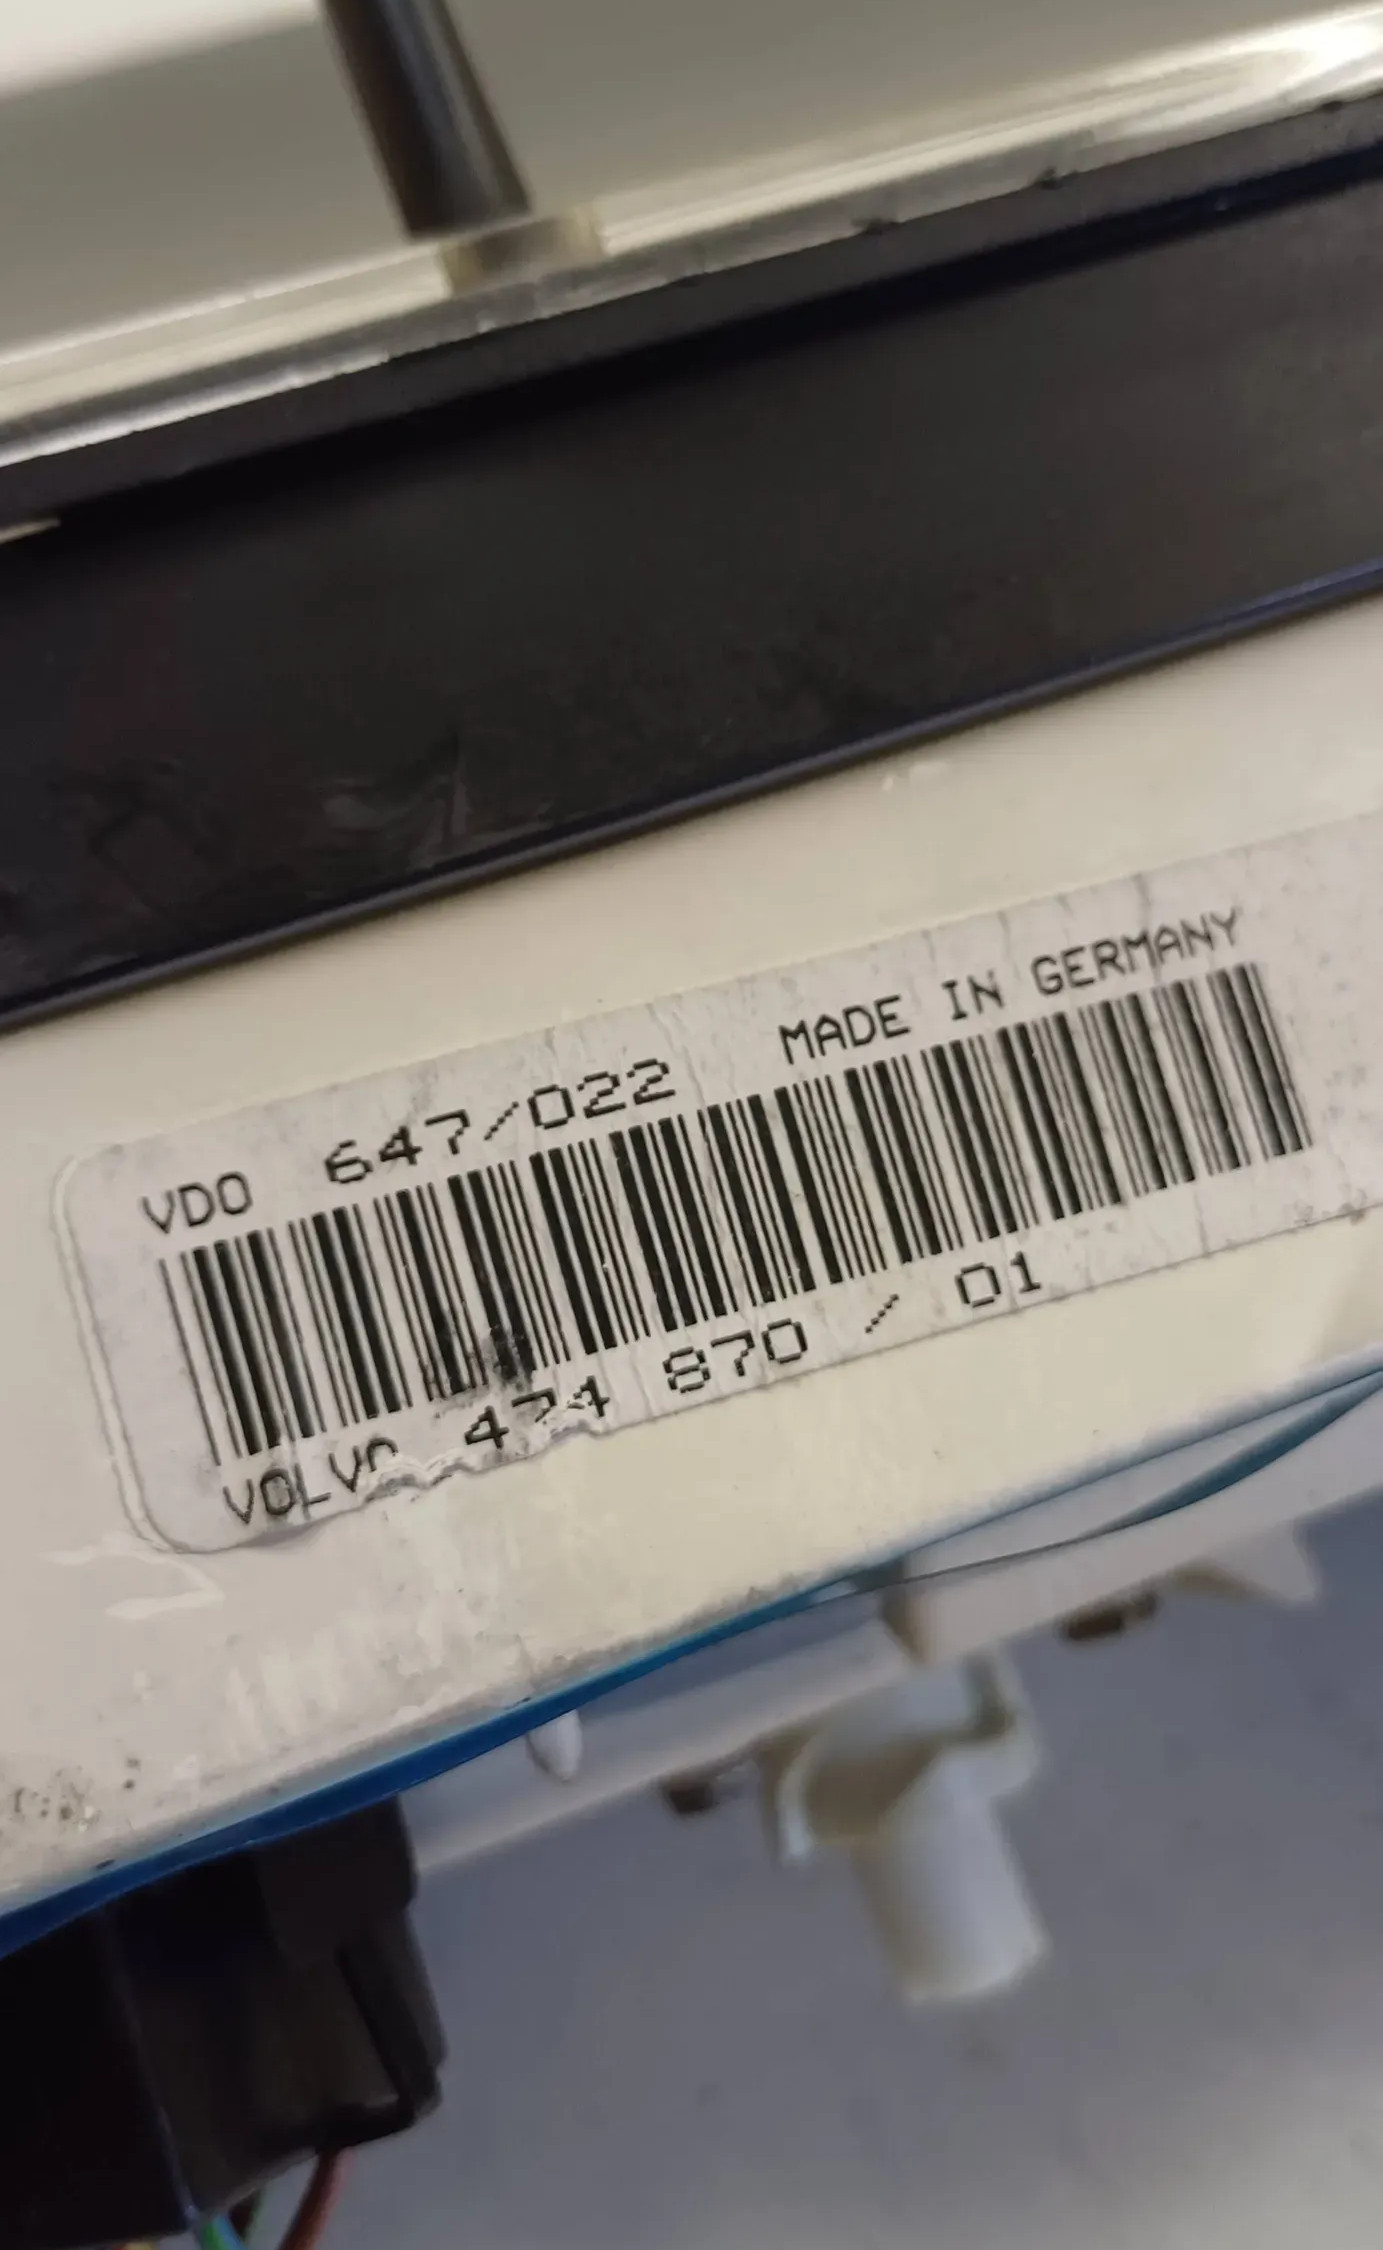 VDO 647/022 MADE IN GERMANY
VOLVO 474 870 / 01